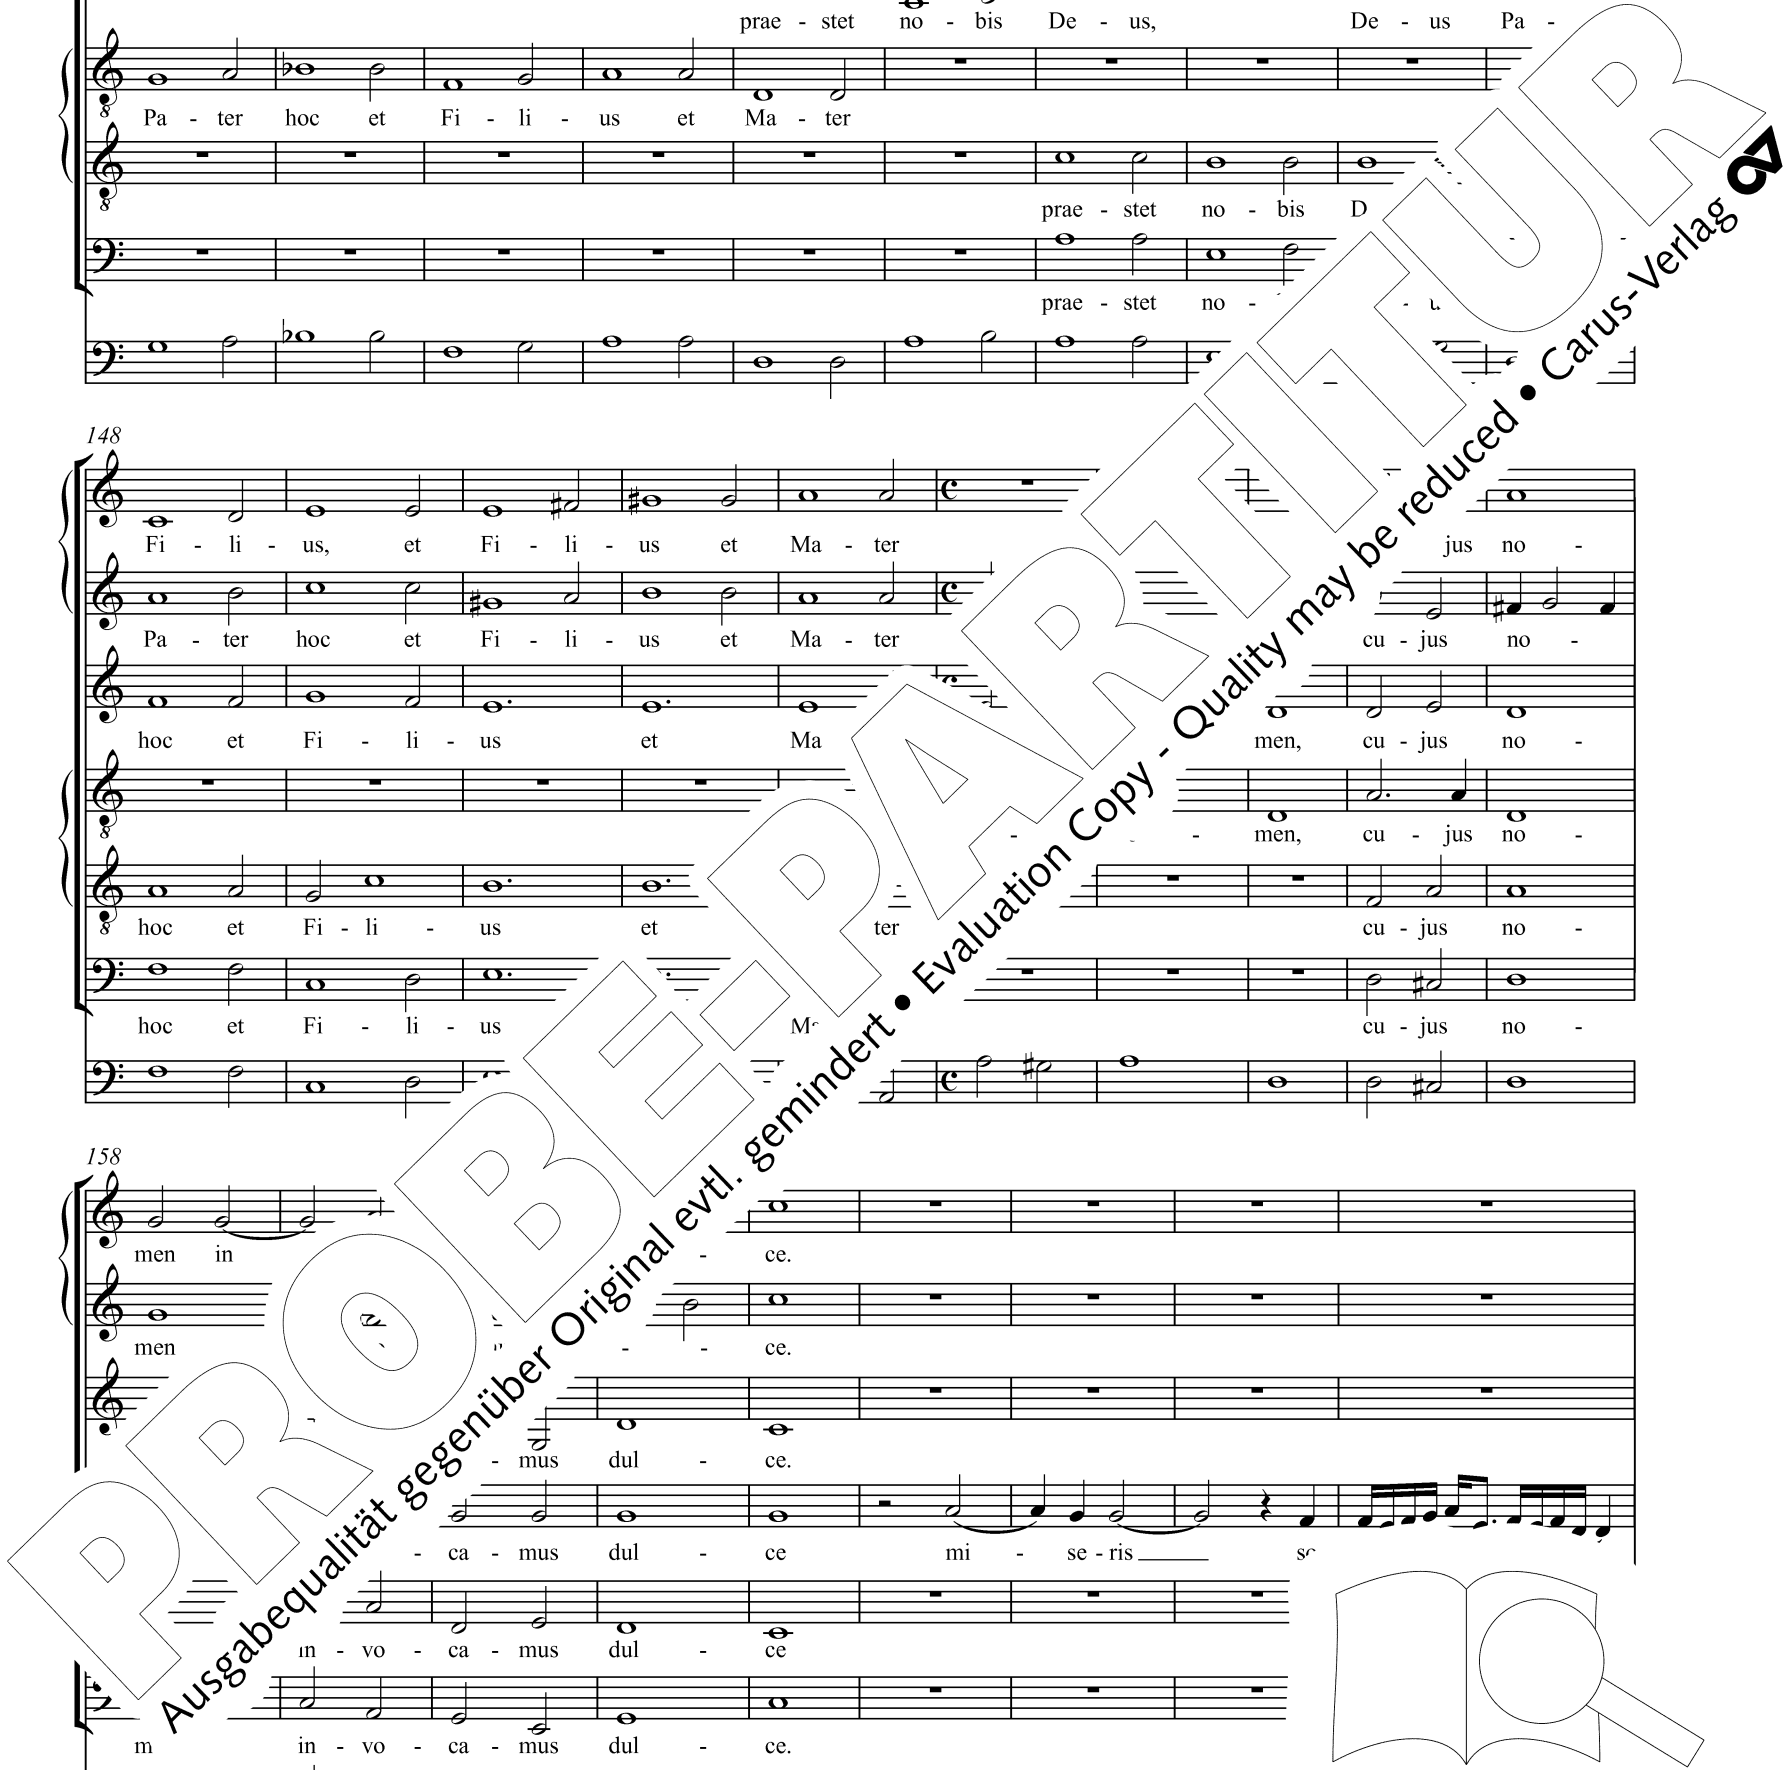 prae - stet no - bis De - us, De - us Pa -
Pa - ter hoc et Fi - li - us et Ma - ter
prae - stet no - bis D
prae - stet no -
148
Fi - li - us, et Fi - li - us et Ma - ter jus no -
Pa - ter hoc et Fi - li - us et Ma - ter cu - jus no -
hoc et Fi - li - us et Ma men, cu - jus no -
- - men, cu - jus no -
hoc et Fi - li - us et ter cu - jus no -
hoc et Fi - li - us cu - jus no -
158
men in - ce.
men - - ce.
- mus dul - ce.
- ca - mus dul - ce mi - se - ris
in - vo - ca - mus dul - ce
m in - vo - ca - mus dul - ce.
PROBE-PARTITUR
Ausgabequalität gegenüber Original evtl. gemindert • Evaluation Copy - Quality may be reduced • Carus-Verlag